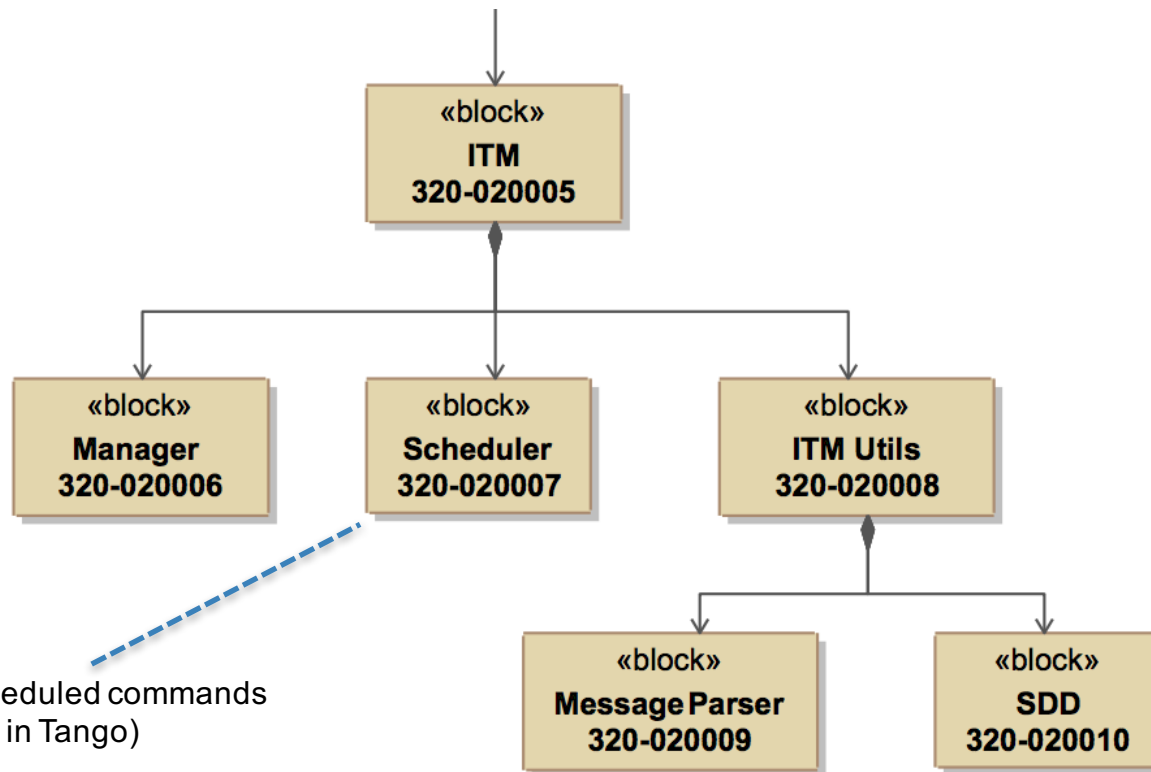 «block»
ITM
320-020005
«block»
Manager
320-020006
«block»
Scheduler
320-020007
«block»
ITM Utils
320-020008
«block»
Message Parser
320-020009
«block»
SDD
320-020010
eduled commands
in Tango)